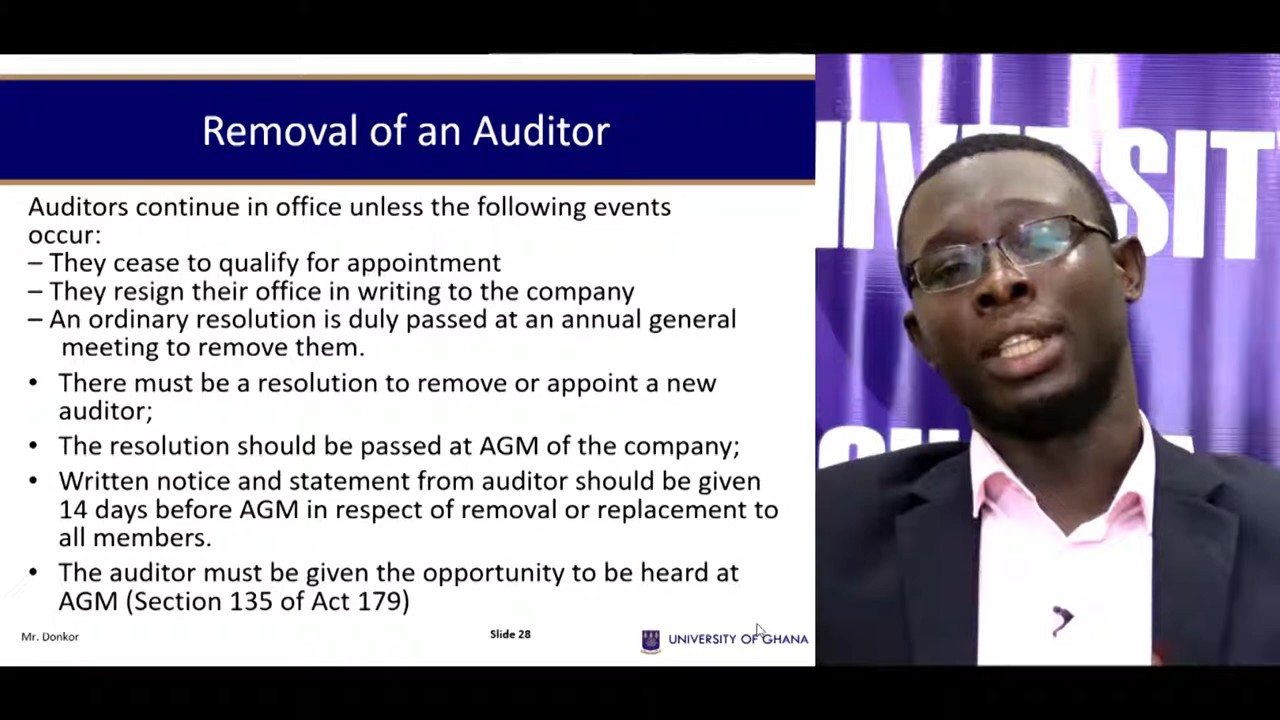 Removal of an Auditor
Auditors continue in office unless the following events
occur:
– They cease to qualify for appointment
– They resign their office in writing to the company
– An ordinary resolution is duly passed at an annual general
meeting to remove them.
• There must be a resolution to remove or appoint a new
auditor;
• The resolution should be passed at AGM of the company;
• Written notice and statement from auditor should be given
14 days before AGM in respect of removal or replacement to
all members.
• The auditor must be given the opportunity to be heard at
AGM (Section 135 of Act 179)
Mr. Donkor
Slide 28
UNIVERSITY OF GHANA